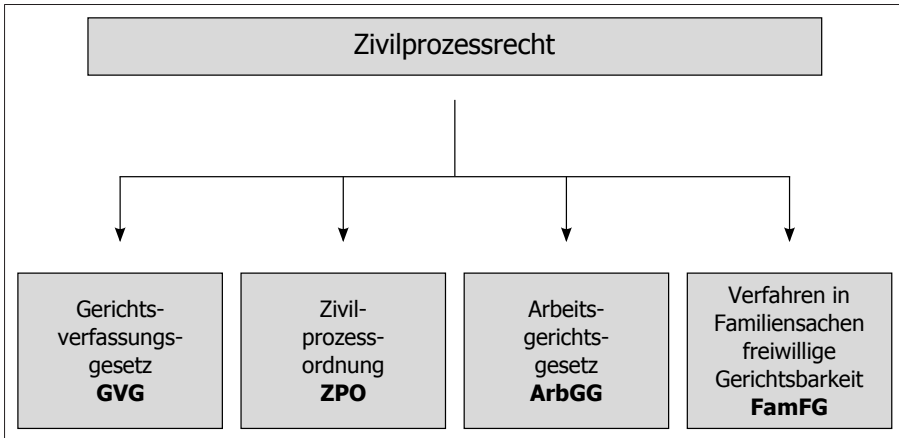 Zivilprozessrecht
Gerichts-
verfassungs-
gesetz
GVG
Zivil-
prozess-
ordnung
ZPO
Arbeits-
gerichts-
gesetz
ArbGG
Verfahren in
Familiensachen
freiwillige
Gerichtsbarkeit
FamFG